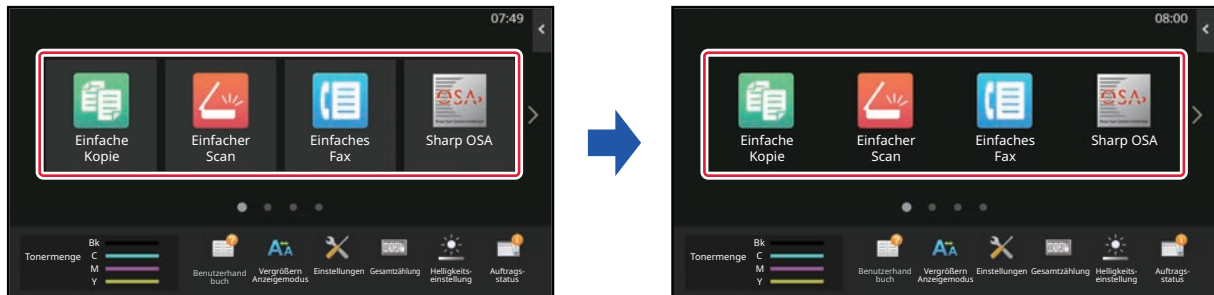 07:49
Einfache
Kopie
Einfacher
Scan
Einfaches
Fax
OSA
Sharp OSA
Tonermenge
Bk
C
M
Y
Benutzerhand
buch
Vergrößern
Anzeigemodus
Einstellungen
Gesamtzählung
Helligkeits-
einstellung
Auftrags-
status
08:00
Einfache
Kopie
Einfacher
Scan
Einfaches
Fax
OSA
Sharp OSA
Tonermenge
Bk
C
M
Y
Benutzerhand
buch
Vergrößern
Anzeigemodus
Einstellungen
Gesamtzählung
Helligkeits-
einstellung
Auftrags-
status